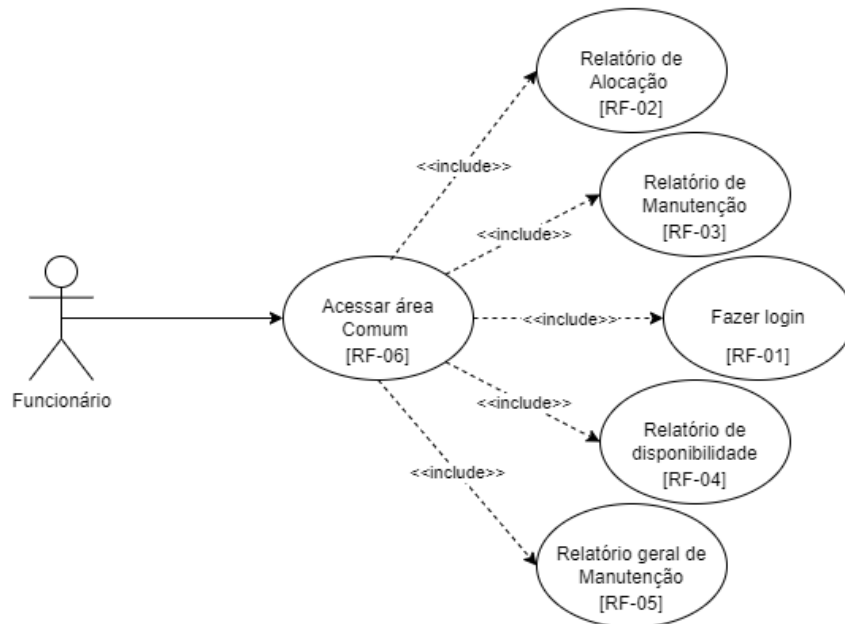 Relatório de
Alocação
[RF-02]
<<include>>
Relatório de
Manutenção
[RF-03]
<<include>>
Acessar área
Comum
[RF-06]
<<include>>
Fazer login
[RF-01]
Funcionário
<<include>>
Relatório de
disponibilidade
[RF-04]
<<include>>
Relatório geral de
Manutenção
[RF-05]